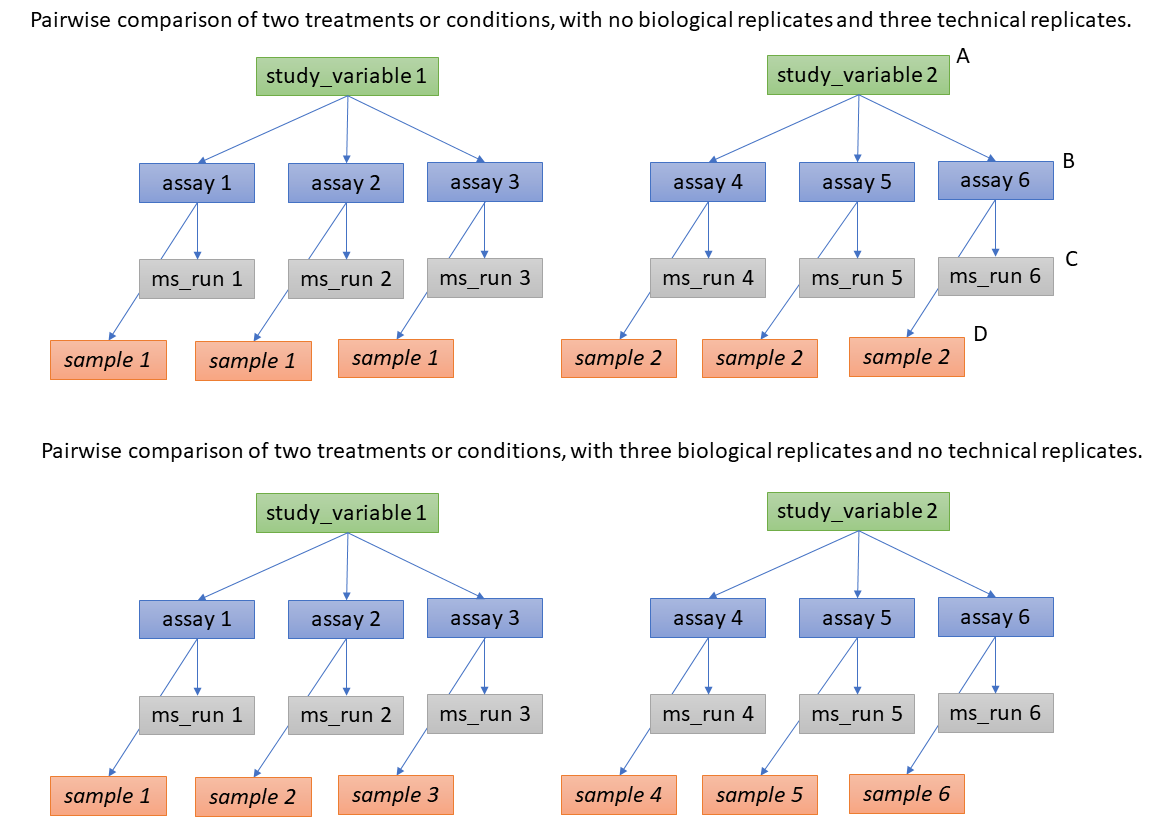 Pairwise comparison of two treatments or conditions, with no biological replicates and three technical replicates.
study_variable 1
study_variable 2
A
assay 1
assay 2
assay 3
assay 4
assay 5
assay 6
B
ms_run 1
ms_run 2
ms_run 3
ms_run 4
ms_run 5
ms_run 6
C
sample 1
sample 1
sample 1
sample 2
sample 2
sample 2
D
Pairwise comparison of two treatments or conditions, with three biological replicates and no technical replicates.
study_variable 1
study_variable 2
assay 1
assay 2
assay 3
assay 4
assay 5
assay 6
ms_run 1
ms_run 2
ms_run 3
ms_run 4
ms_run 5
ms_run 6
sample 1
sample 2
sample 3
sample 4
sample 5
sample 6